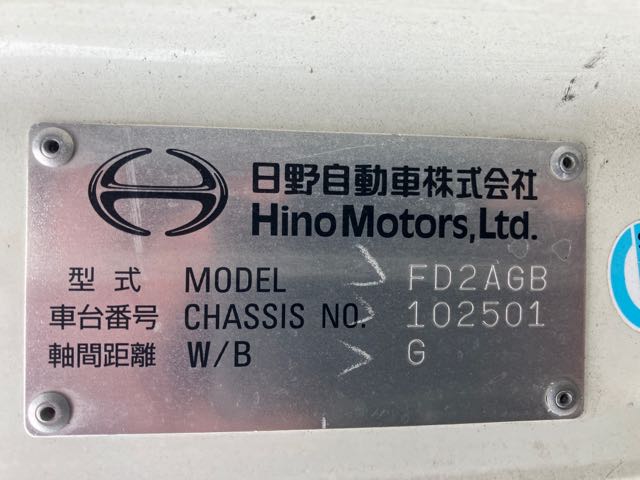 日野自動車株式会社
Hino Motors, Ltd.
型式 MODEL FD2AGB
車台番号 CHASSIS NO. 102501
軸間距離 W/B G